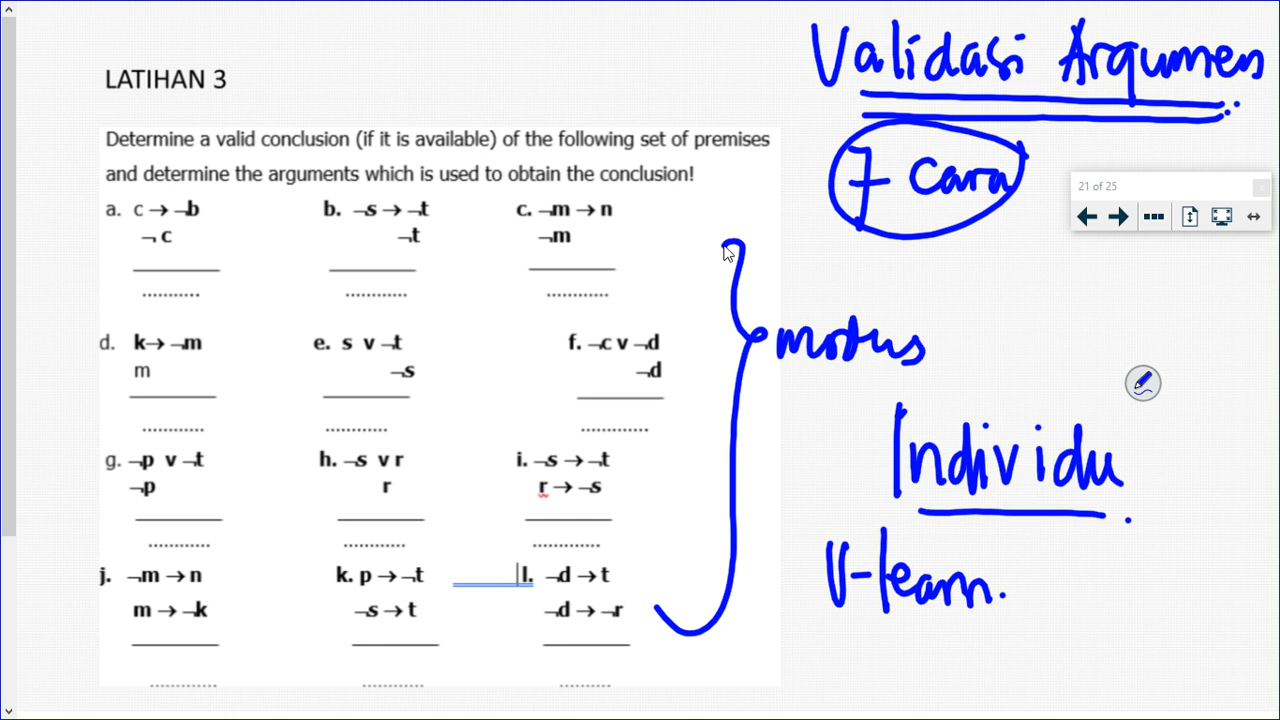 Validasi Argumen
LATIHAN 3
Determine a valid conclusion (if it is available) of the following set of premises
and determine the arguments which is used to obtain the conclusion!
7 cara
21 of 25
a. c → ¬b b. ¬s → ¬t c. ¬m → n
¬ c ¬t ¬m
........... ............ ............
modus
d. k→ ¬m e. s v ¬t f. ¬c v ¬d
m ¬s ¬d
............ ............ .............
Individu
g. ¬p v ¬t h. ¬s v r i. ¬s → ¬t
¬p r r → ¬s
............ ............ .............
V-learn.
j. ¬m → n k. p → ¬t l. ¬d → t
m → ¬k ¬s → t ¬d → ¬r
............. ............ ..........